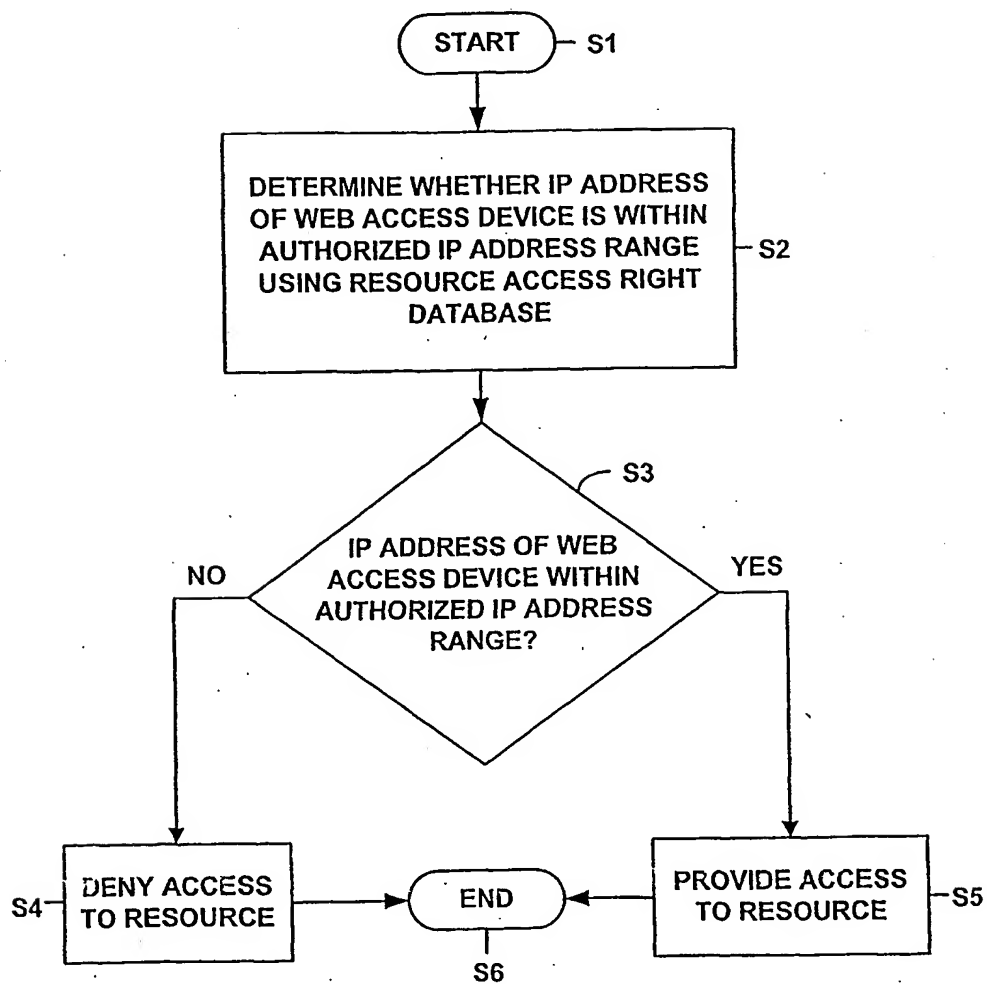 START
S1
DETERMINE WHETHER IP ADDRESS
OF WEB ACCESS DEVICE IS WITHIN
AUTHORIZED IP ADDRESS RANGE
USING RESOURCE ACCESS RIGHT
DATABASE
S2
S3
IP ADDRESS OF WEB
ACCESS DEVICE WITHIN
AUTHORIZED IP ADDRESS
RANGE?
NO
YES
S4
DENY ACCESS
TO RESOURCE
END
S6
PROVIDE ACCESS
TO RESOURCE
S5